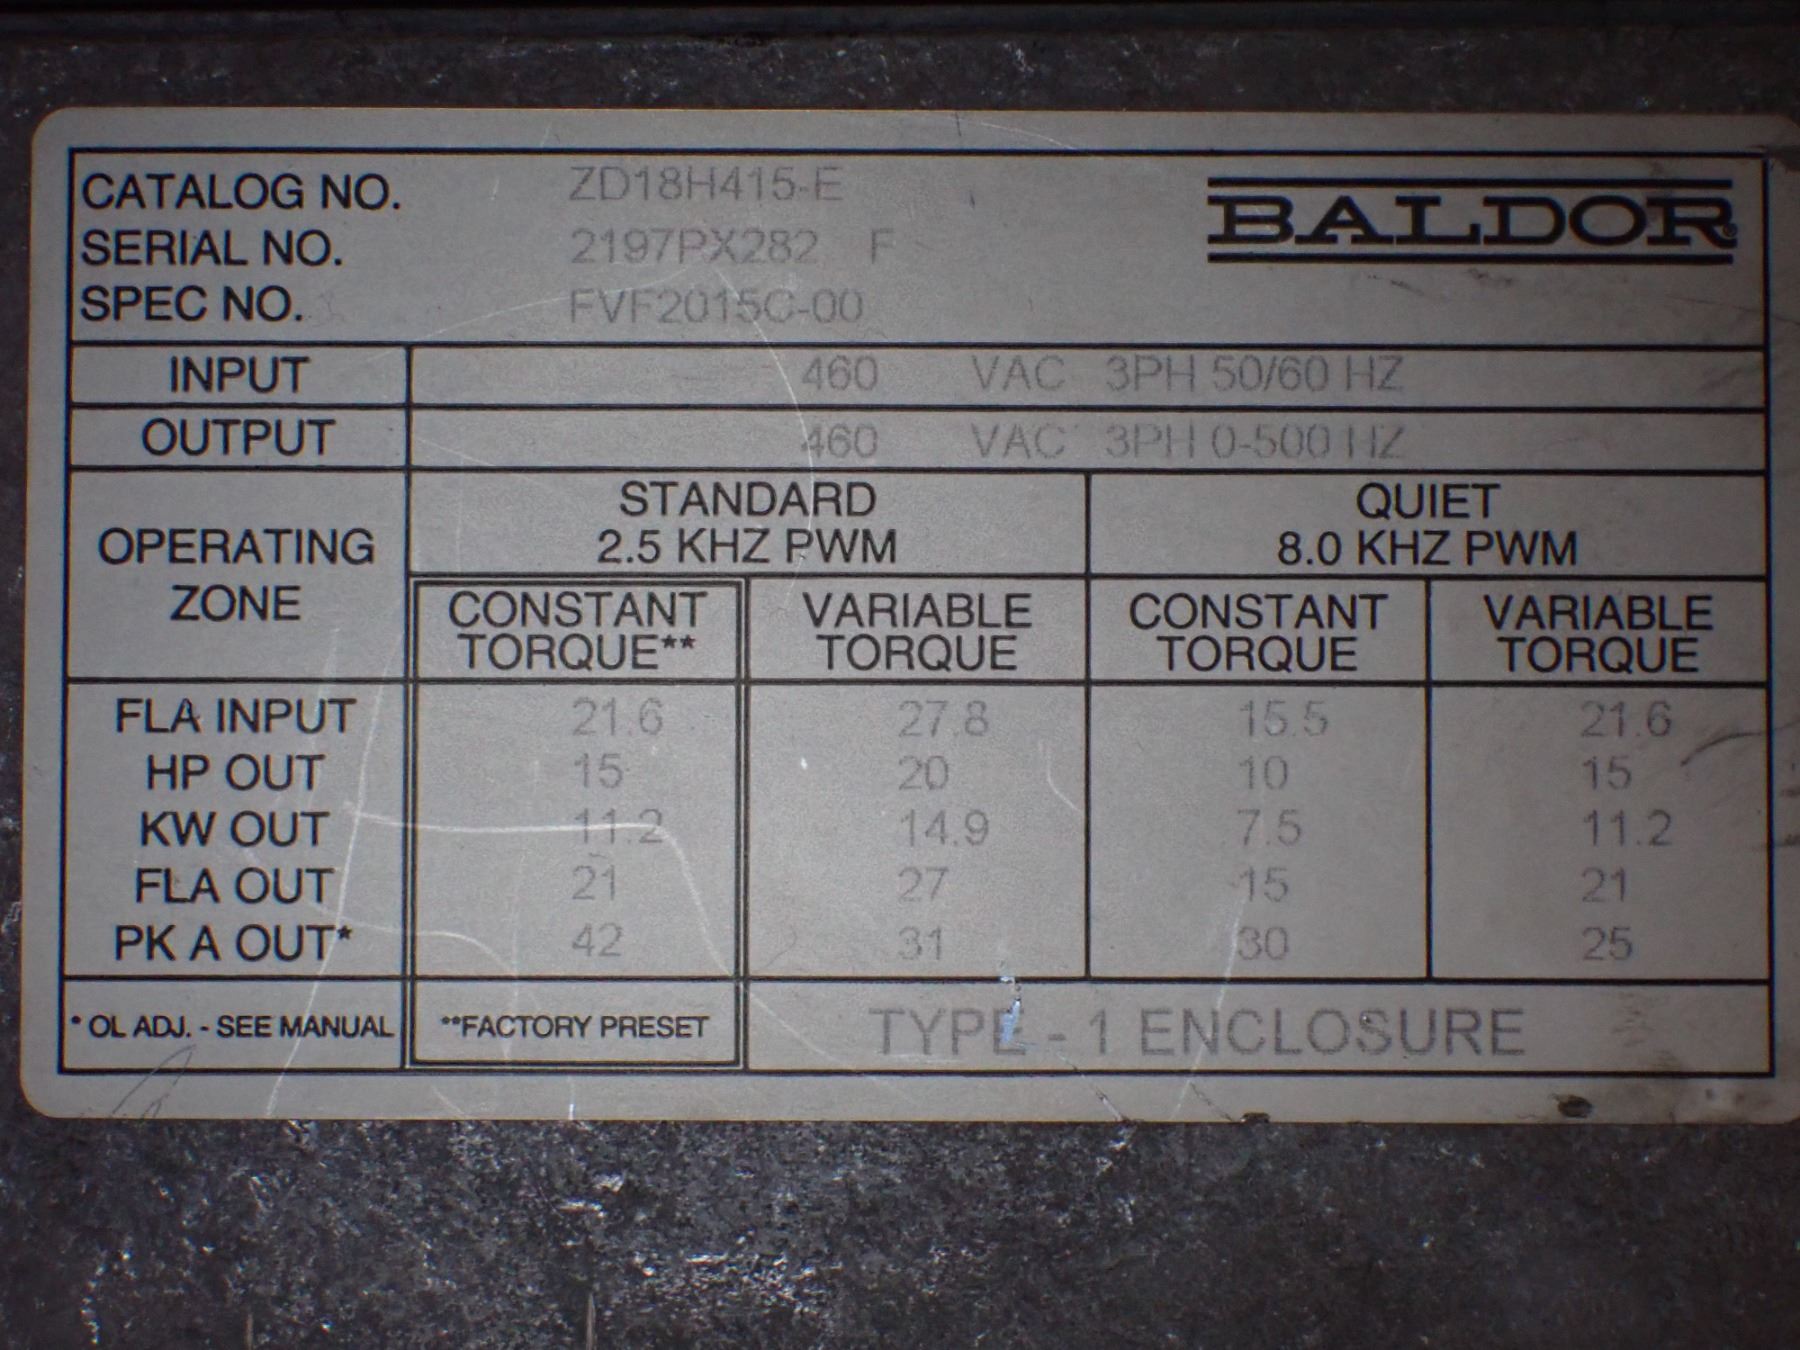 CATALOG NO. ZD18H415-E
BALDOR
SERIAL NO. 2197PX282 F
SPEC NO. FVF2015C-00
INPUT 460 VAC 3PH 50/60 HZ
OUTPUT 460 VAC 3PH 0-500 HZ
OPERATING ZONE
STANDARD QUIET
2.5 KHZ PWM 8.0 KHZ PWM
CONSTANT VARIABLE CONSTANT VARIABLE
TORQUE** TORQUE TORQUE TORQUE
FLA INPUT 21.6 27.8 15.5 21.6
HP OUT 15 20 10 15
KW OUT 11.2 14.9 7.5 11.2
FLA OUT 21 27 15 21
PK A OUT* 42 31 30 25
* OL ADJ. - SEE MANUAL **FACTORY PRESET TYPE - 1 ENCLOSURE